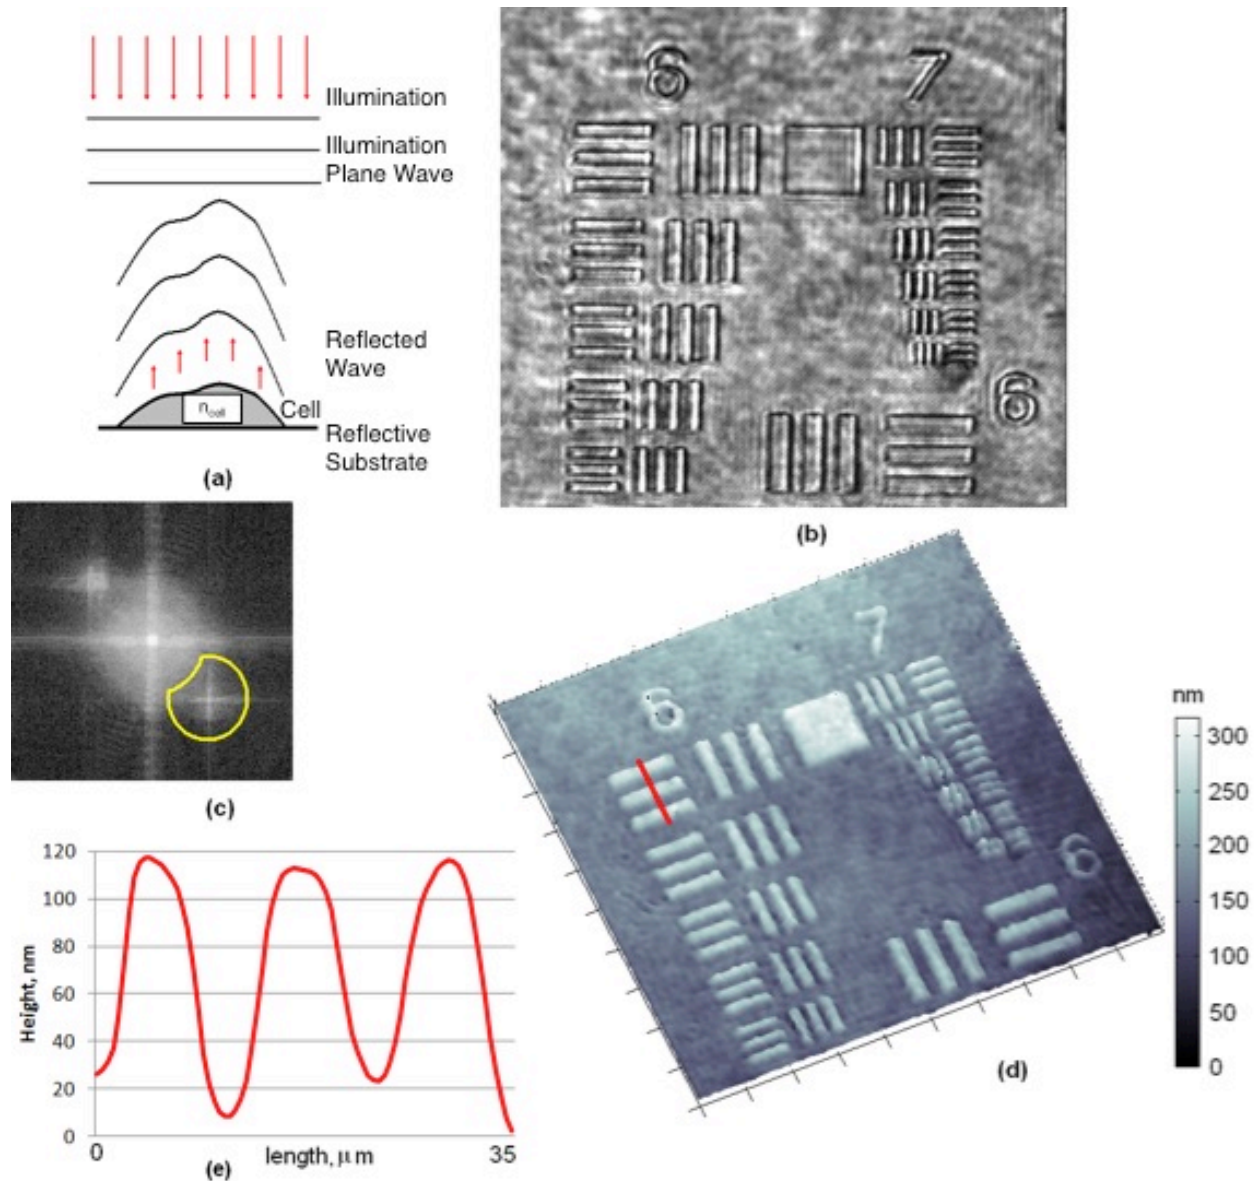 Illumination
Illumination
Plane Wave
Reflected
Wave
n_cell
Cell
Reflective
Substrate
(a)
6
7
6
(b)
(c)
6
7
6
nm
300
250
200
150
100
50
0
(d)
120
100
80
60
40
20
0
Height, nm
0
length, μm
35
(e)